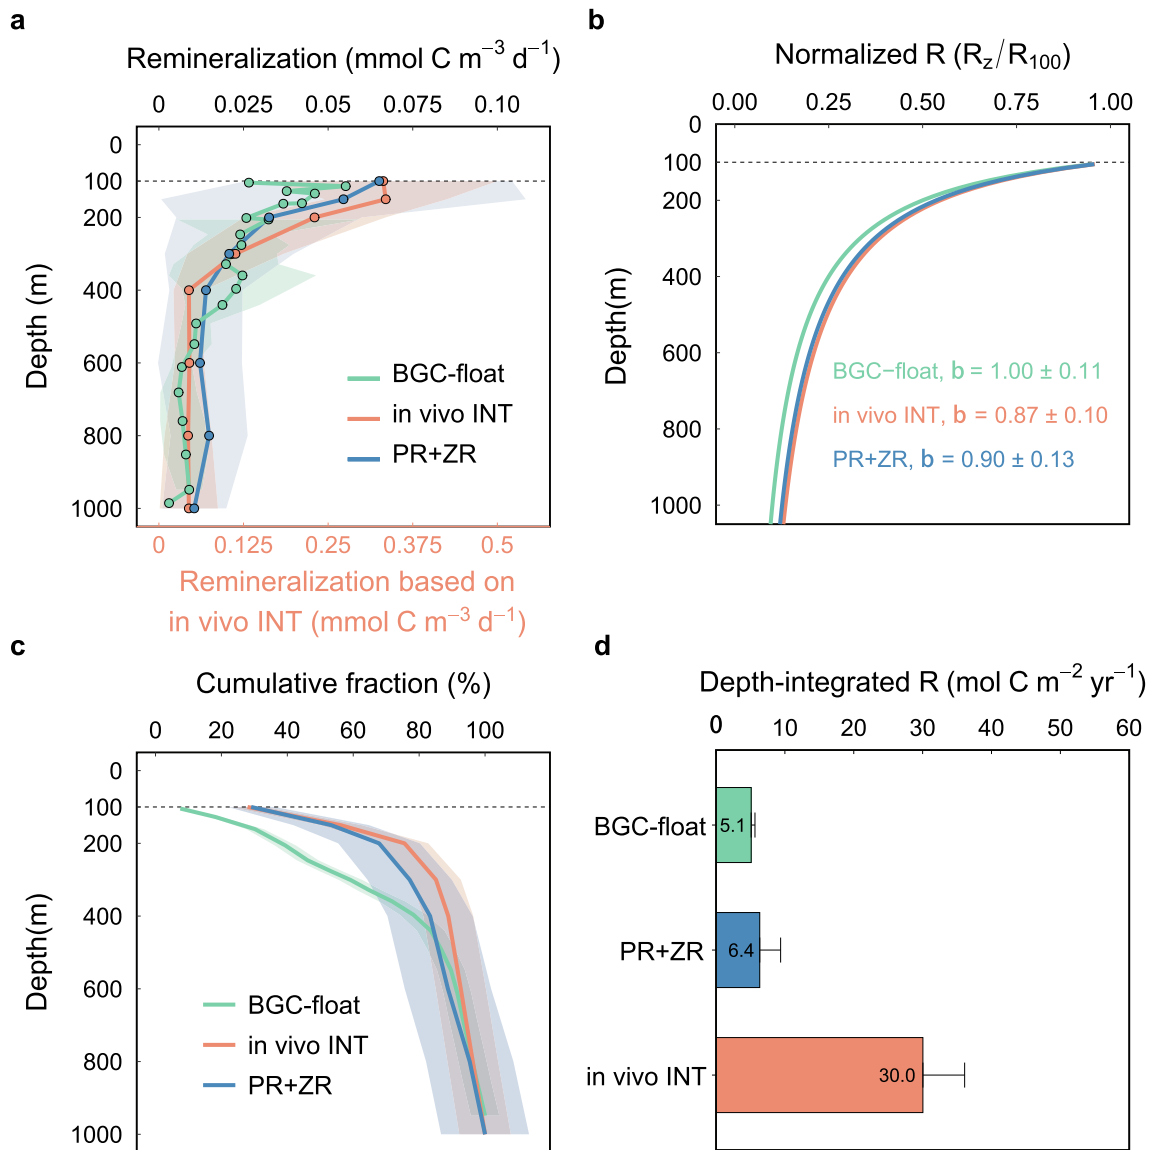 a
Remineralization (mmol C m⁻³ d⁻¹)
0 0.025 0.05 0.075 0.10
0
100
200
400
600
800
1000
Depth (m)
BGC-float
in vivo INT
PR+ZR
0 0.125 0.25 0.375 0.5
Remineralization based on
in vivo INT (mmol C m⁻³ d⁻¹)
b
Normalized R (R_z/R_100)
0.00 0.25 0.50 0.75 1.00
0
100
200
400
600
800
1000
Depth(m)
BGC−float, b = 1.00 ± 0.11
in vivo INT, b = 0.87 ± 0.10
PR+ZR, b = 0.90 ± 0.13
c
Cumulative fraction (%)
0 20 40 60 80 100
0
100
200
400
600
800
1000
Depth(m)
BGC-float
in vivo INT
PR+ZR
d
Depth-integrated R (mol C m⁻² yr⁻¹)
0 10 20 30 40 50 60
BGC-float 5.1
PR+ZR 6.4
in vivo INT 30.0